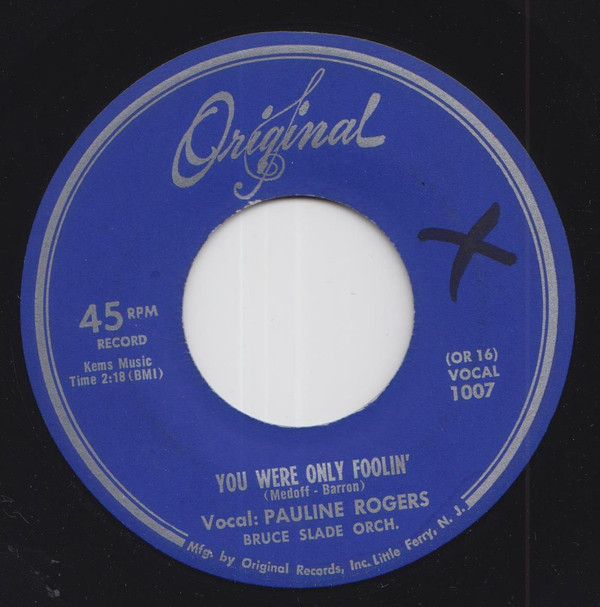 Original
45 RPM
RECORD
Kems Music
Time 2:18 (BMI)
(OR 16)
VOCAL
1007
YOU WERE ONLY FOOLIN'
(Medoff - Barron)
Vocal: PAULINE ROGERS
BRUCE SLADE ORCH.
Mfg. by Original Records, Inc. Little Ferry, N. J.